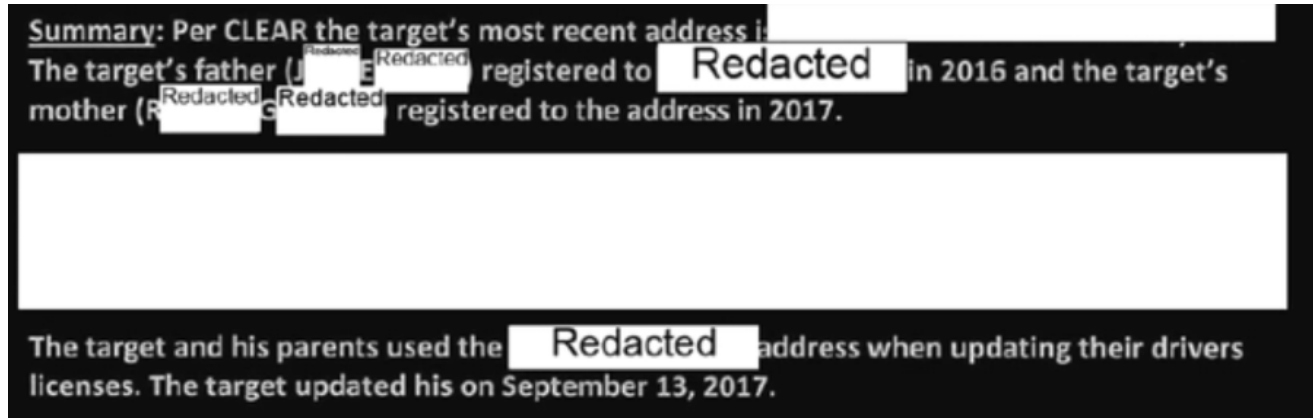 Summary: Per CLEAR the target's most recent address is
The target's father (J Redacted E Redacted) registered to Redacted in 2016 and the target's
mother (R Redacted G Redacted) registered to the address in 2017.
The target and his parents used the Redacted address when updating their drivers
licenses. The target updated his on September 13, 2017.